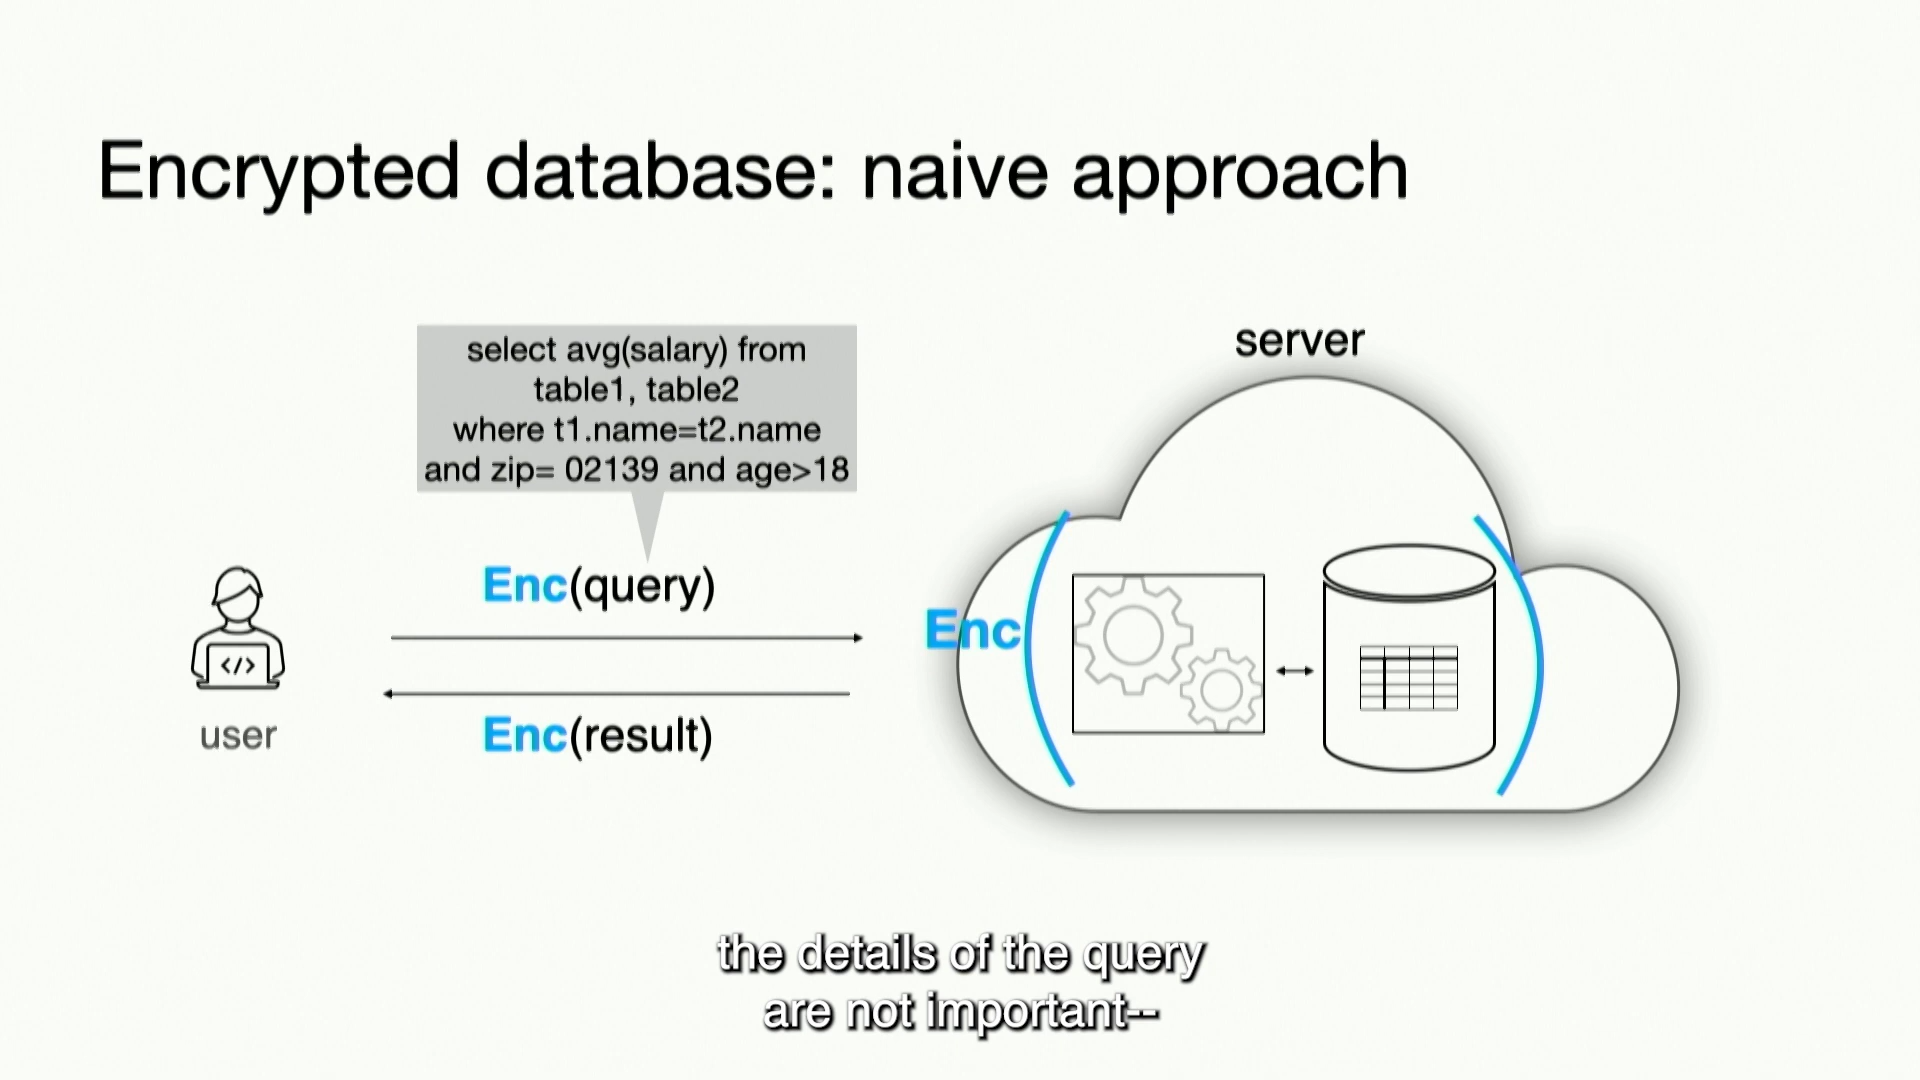 Encrypted database: naive approach
select avg(salary) from
table1, table2
where t1.name=t2.name
and zip= 02139 and age>18
server
Enc(query)
Enc
</>
user
Enc(result)
the details of the query
are not important--